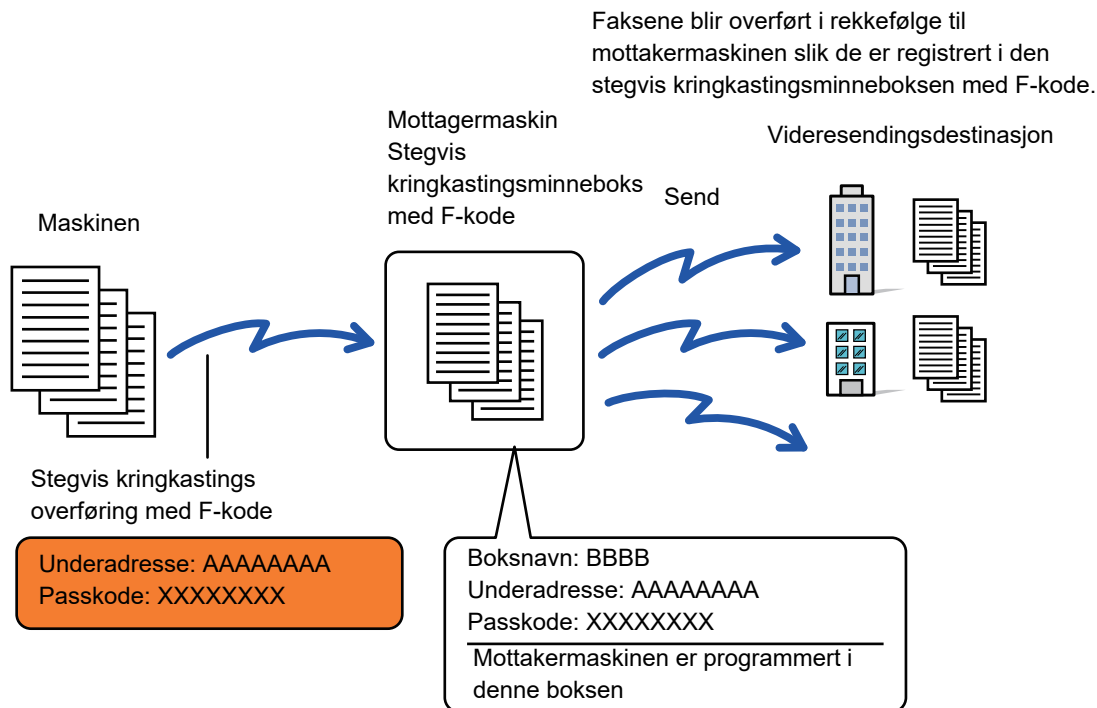 Faksene blir overført i rekkefølge til
mottakermaskinen slik de er registrert i den
stegvis kringkastingsminneboksen med F-kode.
Mottagermaskin
Stegvis
kringkastingsminneboks
med F-kode
Videresendingsdestinasjon
Send
Maskinen
Stegvis kringkastings
overføring med F-kode
Underadresse: AAAAAAAA
Passkode: XXXXXXXX
Boksnavn: BBBB
Underadresse: AAAAAAAA
Passkode: XXXXXXXX
Mottakermaskinen er programmert i
denne boksen